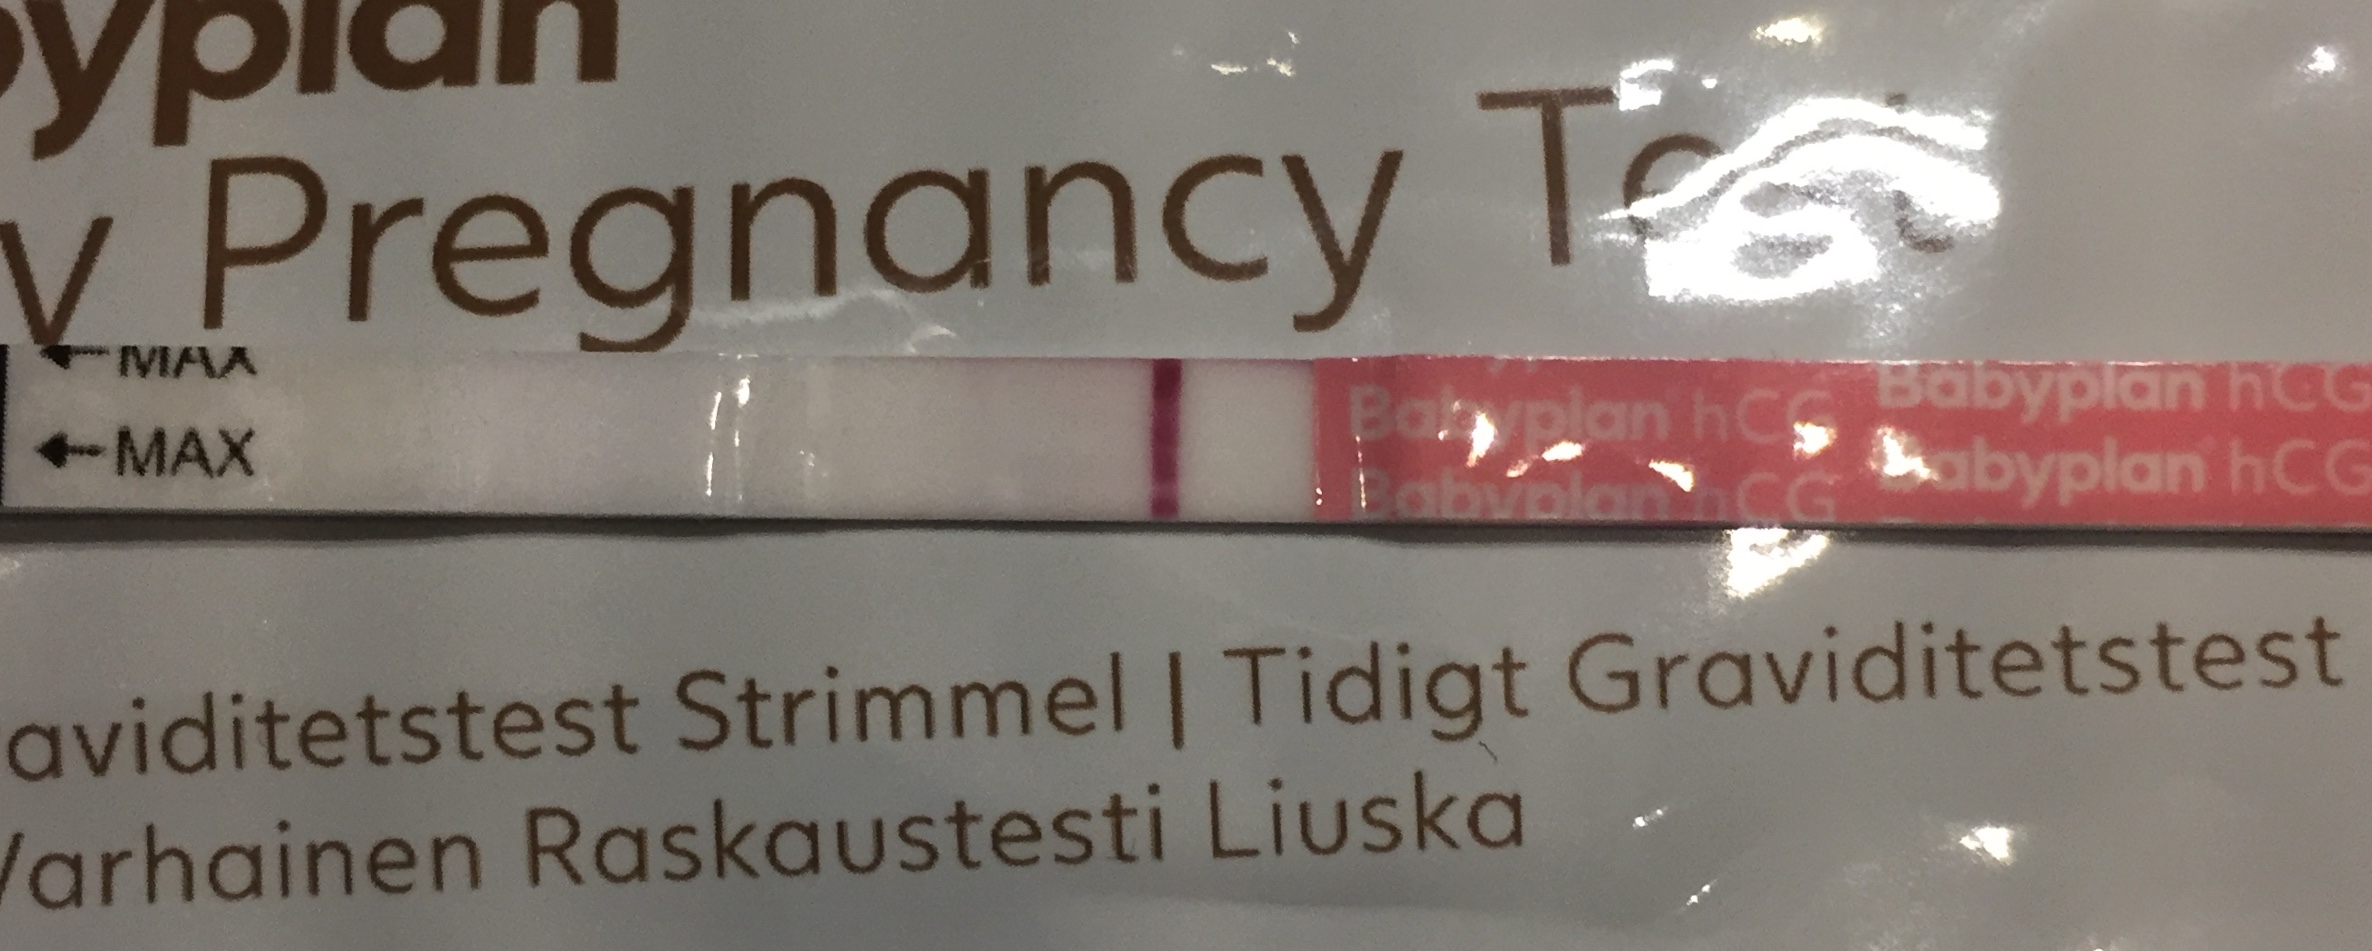 yplan
y Pregnancy Test
←MAX
←MAX
Babyplan hCG Babyplan hCG
Babyplan hCG Babyplan hCG
aviditetstest Strimmel | Tidigt Graviditetstest
Varhainen Raskaustesti Liuska